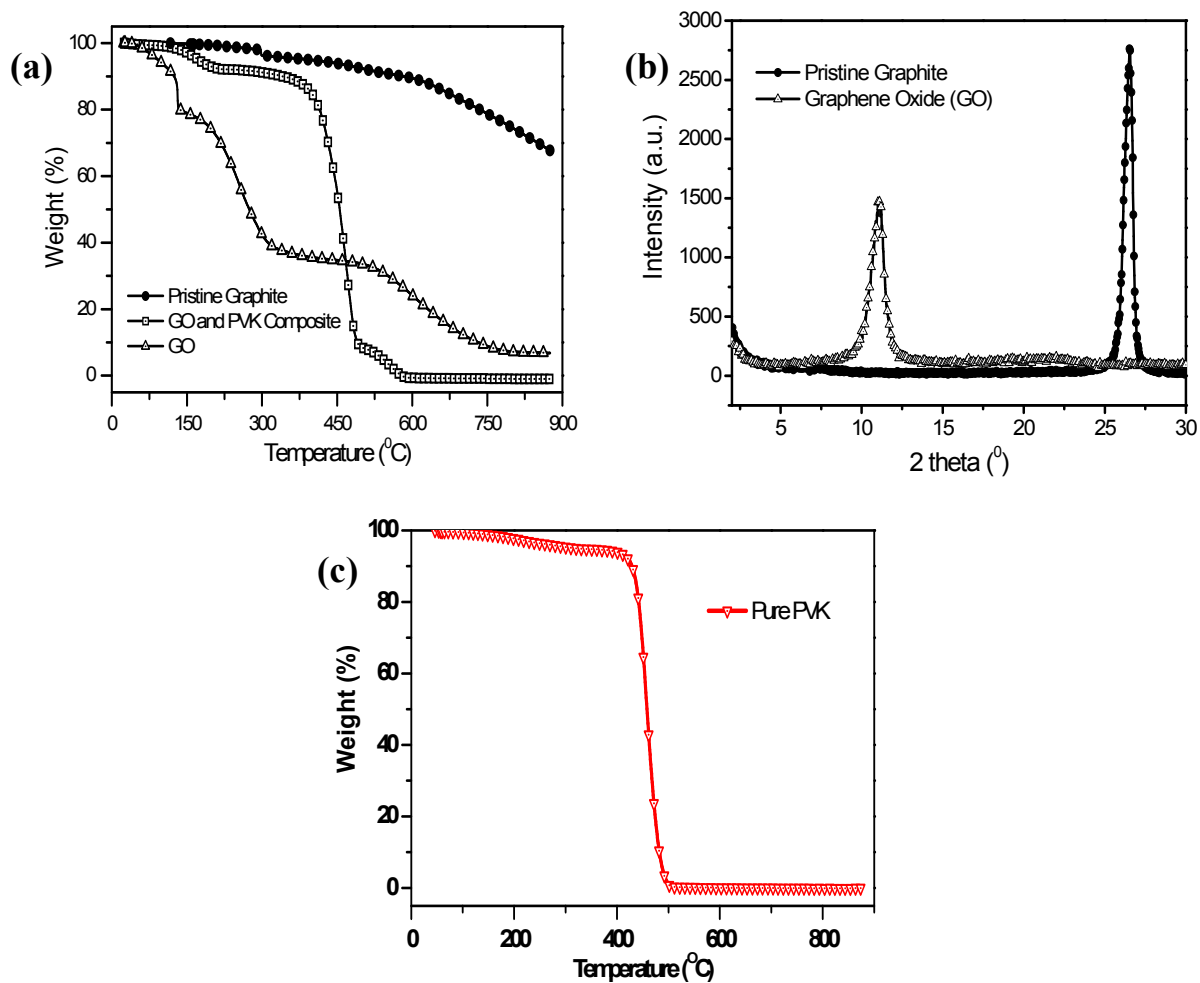 (a)
100
80
60
40
20
0
Weight (%)
Pristine Graphite
GO and PVK Composite
GO
0 150 300 450 600 750 900
Temperature (⁰C)
(b)
3000
2500
2000
1500
1000
500
0
Intensity (a.u.)
Pristine Graphite
Graphene Oxide (GO)
5 10 15 20 25 30
2 theta (⁰)
(c)
100
80
60
40
20
0
Weight (%)
Pure PVK
0 200 400 600 800
Temperature (⁰C)